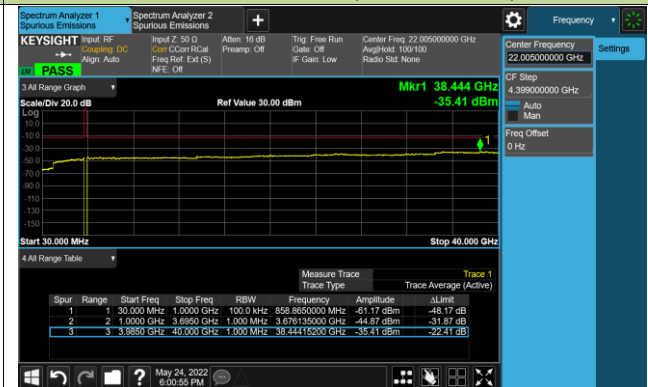 Spectrum Analyzer 1
Spurious Emissions
Spectrum Analyzer 2
Spurious Emissions
+
Frequency
KEYSIGHT
Input: RF
Coupling: DC
Align: Auto
Input Z: 50 Ω
Corr CCorr RCal
Freq Ref: Ext (S)
NFE: Off
Atten: 16 dB
Preamp: Off
Trig: Free Run
Gate: Off
IF Gain: Low
Center Freq: 22.005000000 GHz
Avg|Hold: 100/100
Radio Std: None
PASS
Center Frequency
22.005000000 GHz
Settings
CF Step
4.399000000 GHz
Auto
Man
Freq Offset
0 Hz
3 All Range Graph
Mkr1 38.444 GHz
Scale/Div 20.0 dB
Ref Value 30.00 dBm
-35.41 dBm
Log
10.0
-10.0
-30.0
-50.0
-70.0
-90.0
-110
-130
-150
1
Start 30.000 MHz
Stop 40.000 GHz
4 All Range Table
Measure Trace Trace 1
Trace Type Trace Average (Active)
Spur Range Start Freq Stop Freq RBW Frequency Amplitude ΔLimit
1 1 30.000 MHz 1.0000 GHz 100.0 kHz 858.8650000 MHz -61.17 dBm -48.17 dB
2 2 1.0000 GHz 3.6950 GHz 1.000 MHz 3.676135000 GHz -44.87 dBm -31.87 dB
3 3 3.9850 GHz 40.000 GHz 1.000 MHz 38.44415200 GHz -35.41 dBm -22.41 dB
?
May 24, 2022
6:00:55 PM